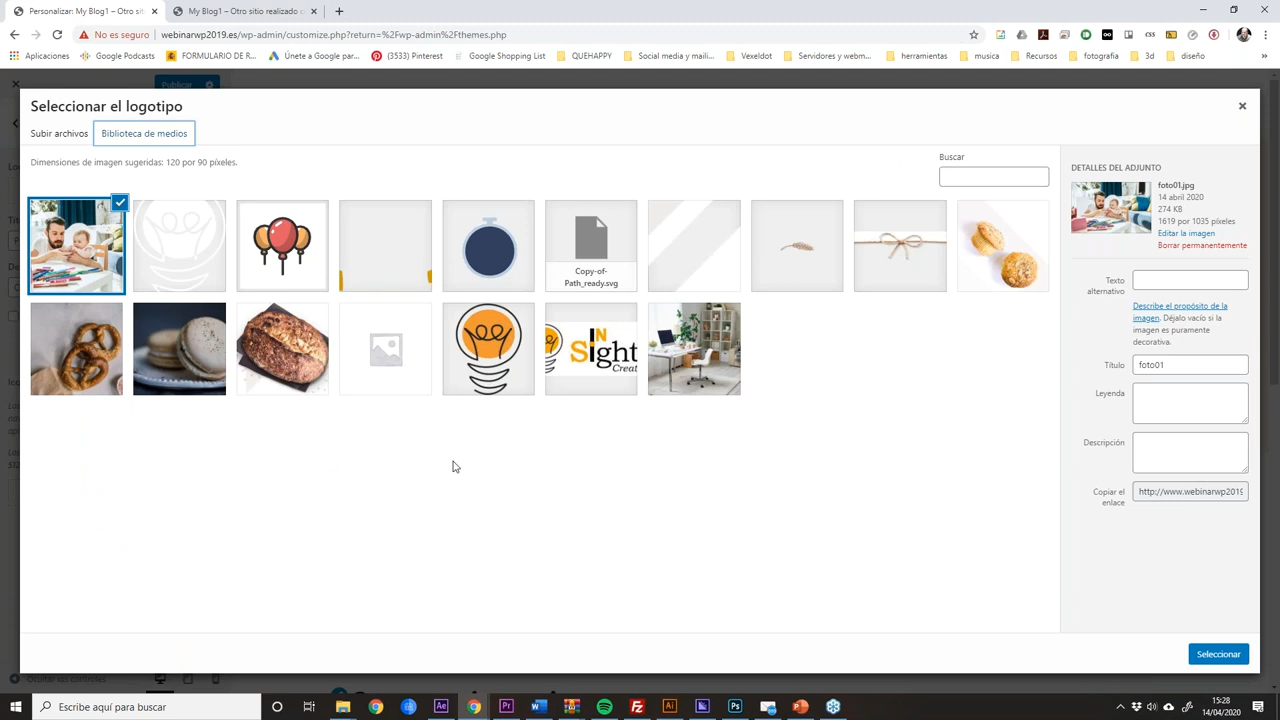 Personalizar: My Blog1 – Otro siti
My Blog1 – Otro sitio realizado c
No es seguro
webinarwp2019.es/wp-admin/customize.php?return=%2Fwp-admin%2Fthemes.php
Aplicaciones
Google Podcasts
FORMULARIO DE R...
Únete a Google par...
(3533) Pinterest
Google Shopping List
QUEHAPPY
Social media y maili...
Vexeldot
Servidores y webm...
herramientas
musica
Recursos
fotografia
3d
diseño
»
Publicar
Seleccionar el logotipo
Subir archivos
Biblioteca de medios
Dimensiones de imagen sugeridas: 120 por 90 píxeles.
Buscar
Copy-of-
Path_ready.svg
IN
Sight
Creat
DETALLES DEL ADJUNTO
foto01.jpg
14 abril 2020
274 KB
1619 por 1035 píxeles
Editar la imagen
Borrar permanentemente
Texto
alternativo
Describe el propósito de la
imagen. Déjalo vacío si la
imagen es puramente
decorativa.
Título
foto01
Leyenda
Descripción
Copiar el
enlace
http://www.webinarwp2019
Seleccionar
Ocultar los controles
Escribe aquí para buscar
15:28
14/04/2020